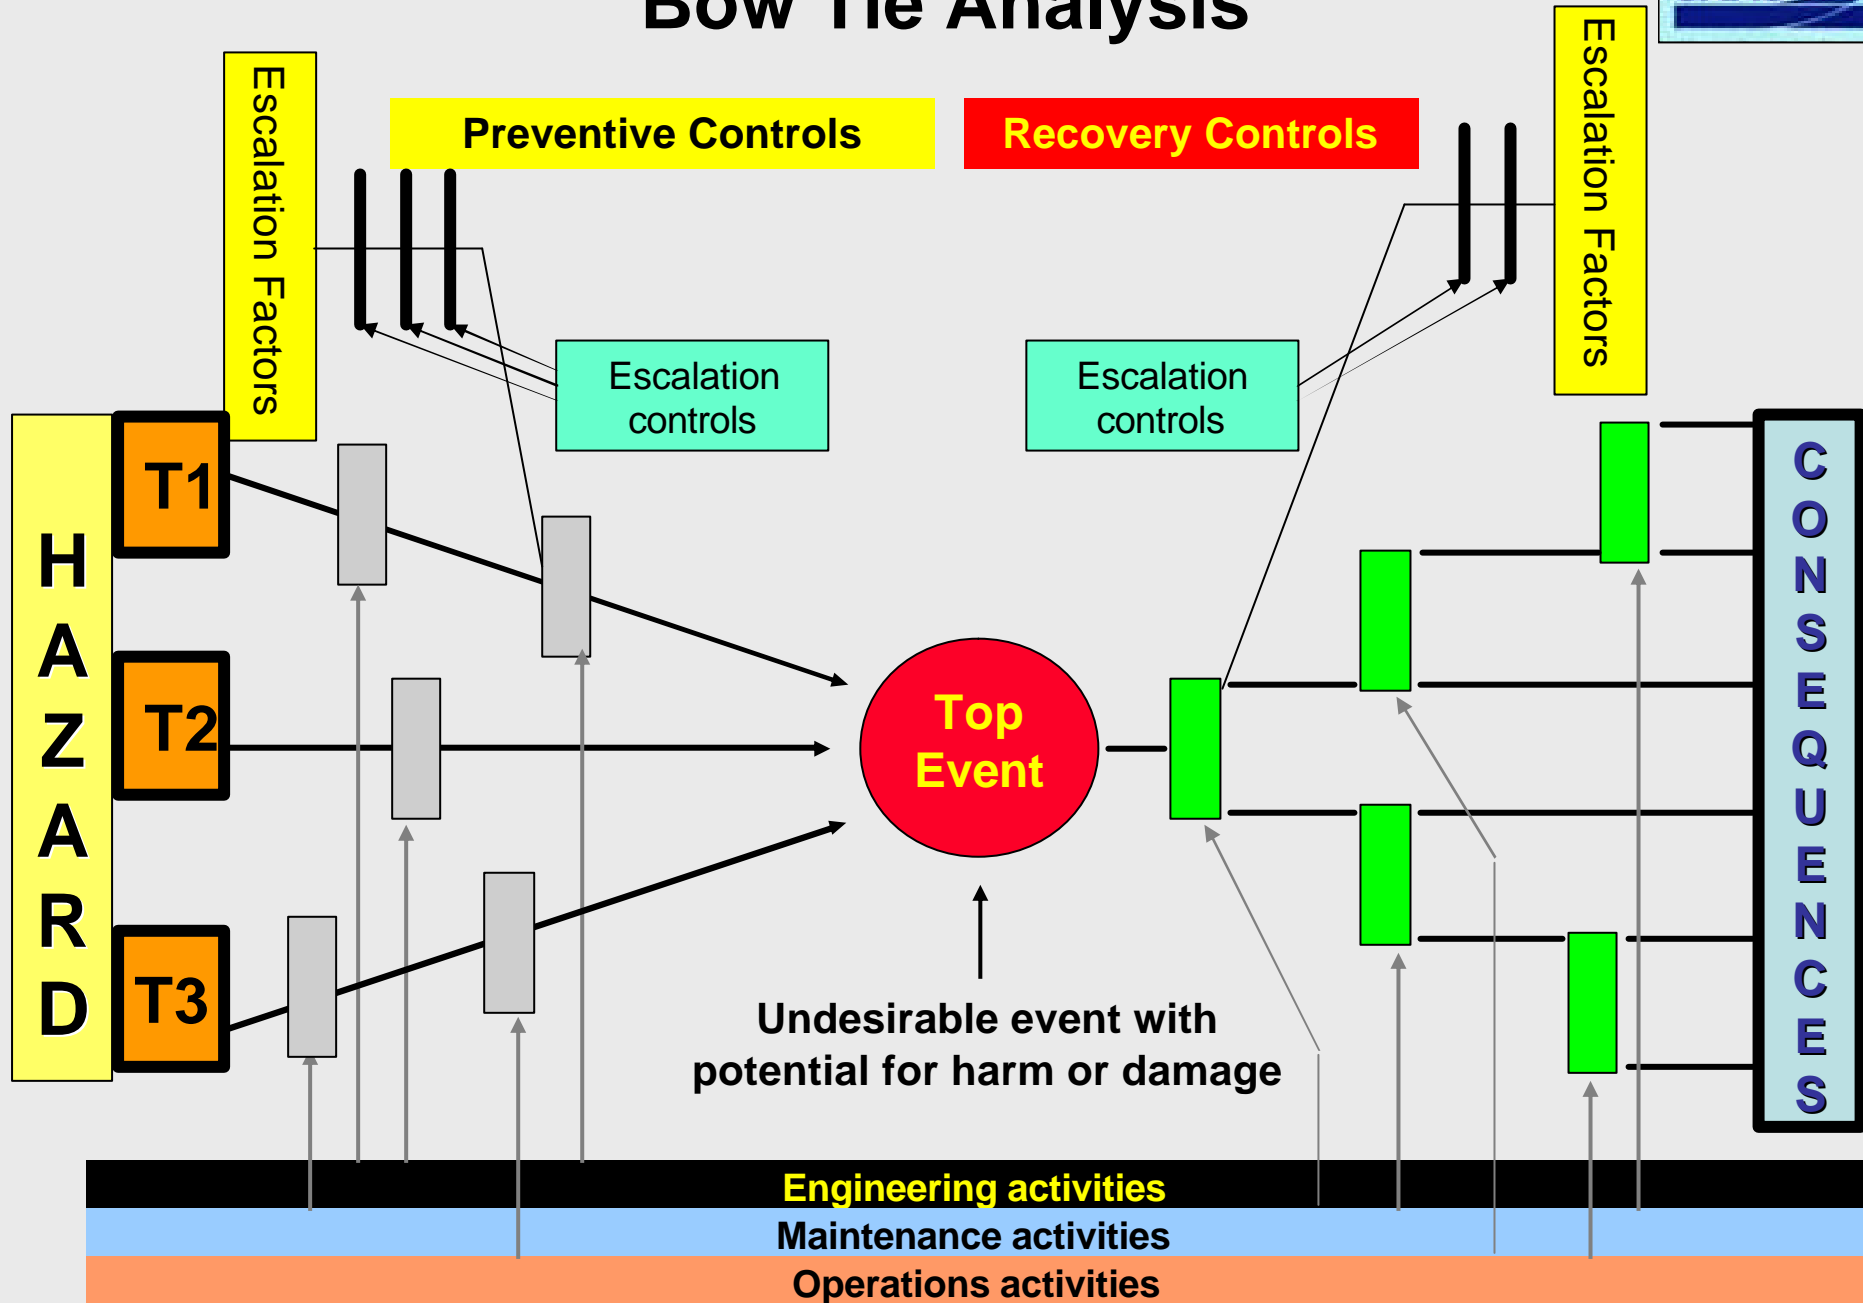 Bow Tie Analysis
Escalation Factors
Preventive Controls
Recovery Controls
Escalation Factors
Escalation
controls
Escalation
controls
HAZARD
T1
T2
T3
Top
Event
CONSEQUENCES
Undesirable event with
potential for harm or damage
Engineering activities
Maintenance activities
Operations activities